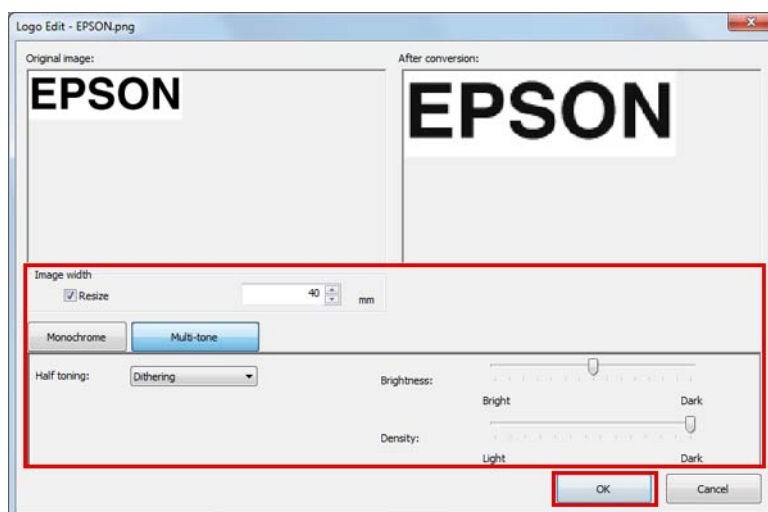 Logo Edit - EPSON.png
Original image:
After conversion:
EPSON
EPSON
Image width
Resize
40
mm
Monochrome
Multi-tone
Half toning:
Dithering
Brightness:
Bright
Dark
Density:
Light
Dark
OK
Cancel